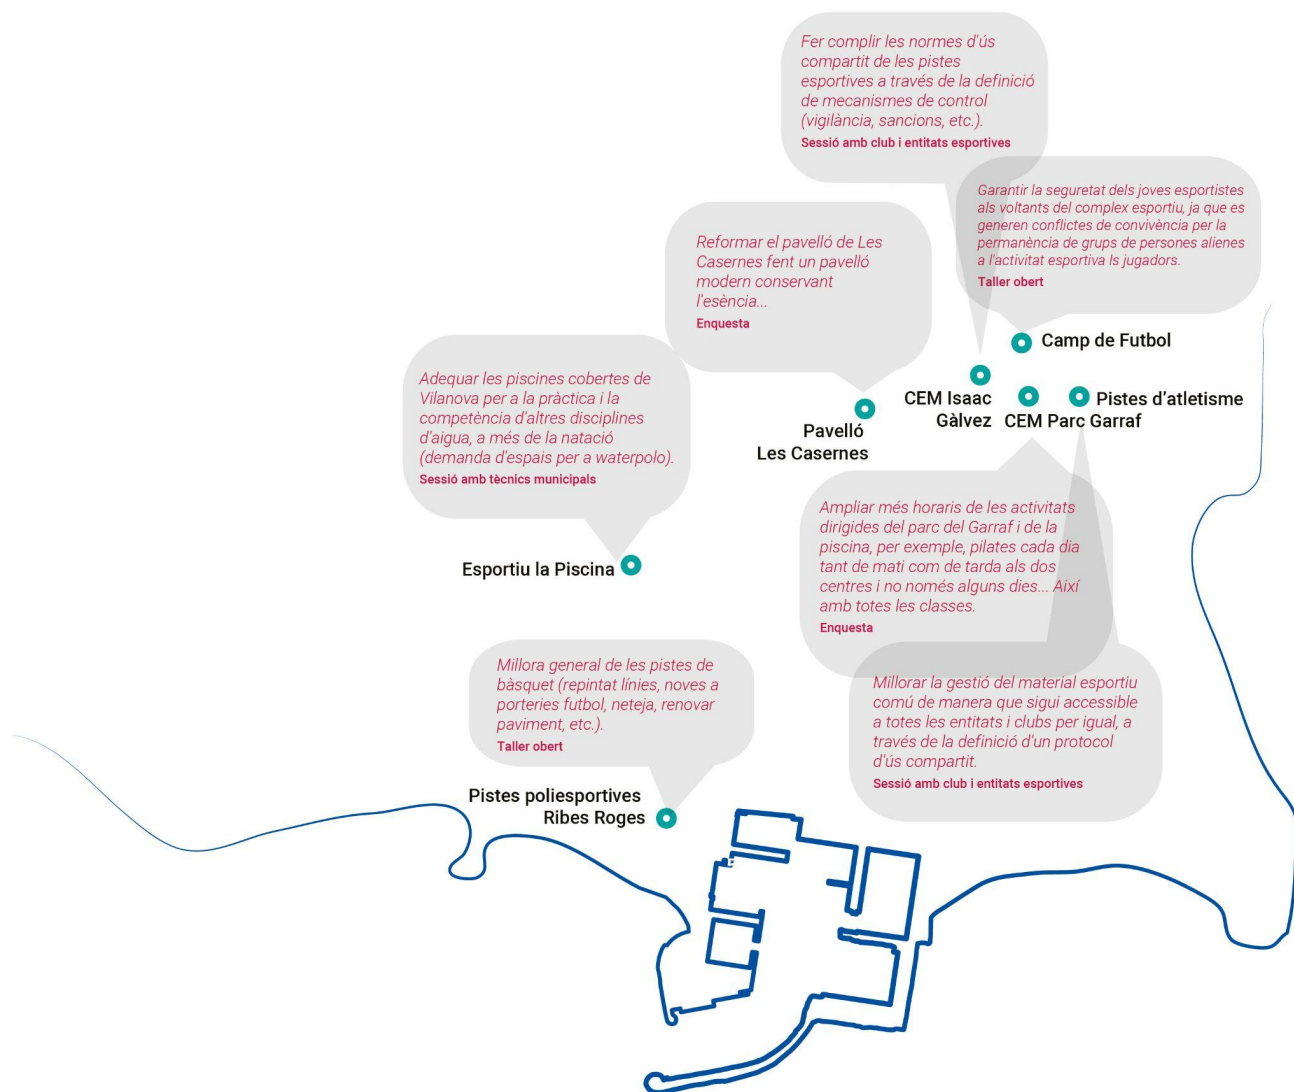 Fer complir les normes d'ús
compartit de les pistes
esportives a través de la definició
de mecanismes de control
(vigilància, sancions, etc.).
Sessió amb club i entitats esportives
Garantir la seguretat dels joves esportistes
als voltants del complex esportiu, ja que es
generen conflictes de convivència per la
permanència de grups de persones alienes
a l'activitat esportiva ls jugadors.
Taller obert
Reformar el pavelló de Les
Casernes fent un pavelló
modern conservant
l'esència...
Enquesta
Camp de Futbol
CEM Isaac
Gàlvez
CEM Parc Garraf
Pistes d'atletisme
Pavelló
Les Casernes
Adequar les piscines cobertes de
Vilanova per a la pràctica i la
competència d'altres disciplines
d'aigua, a més de la natació
(demanda d'espais per a waterpolo).
Sessió amb tècnics municipals
Esportiu la Piscina
Ampliar més horaris de les activitats
dirigides del parc del Garraf i de la
piscina, per exemple, pilates cada dia
tant de mati com de tarda als dos
centres i no només alguns dies... Així
amb totes les classes.
Enquesta
Millora general de les pistes de
bàsquet (repintat línies, noves a
porteries futbol, neteja, renovar
paviment, etc.).
Taller obert
Millorar la gestió del material esportiu
comú de manera que sigui accessible
a totes les entitats i clubs per igual, a
través de la definició d'un protocol
d'ús compartit.
Sessió amb club i entitats esportives
Pistes poliesportives
Ribes Roges